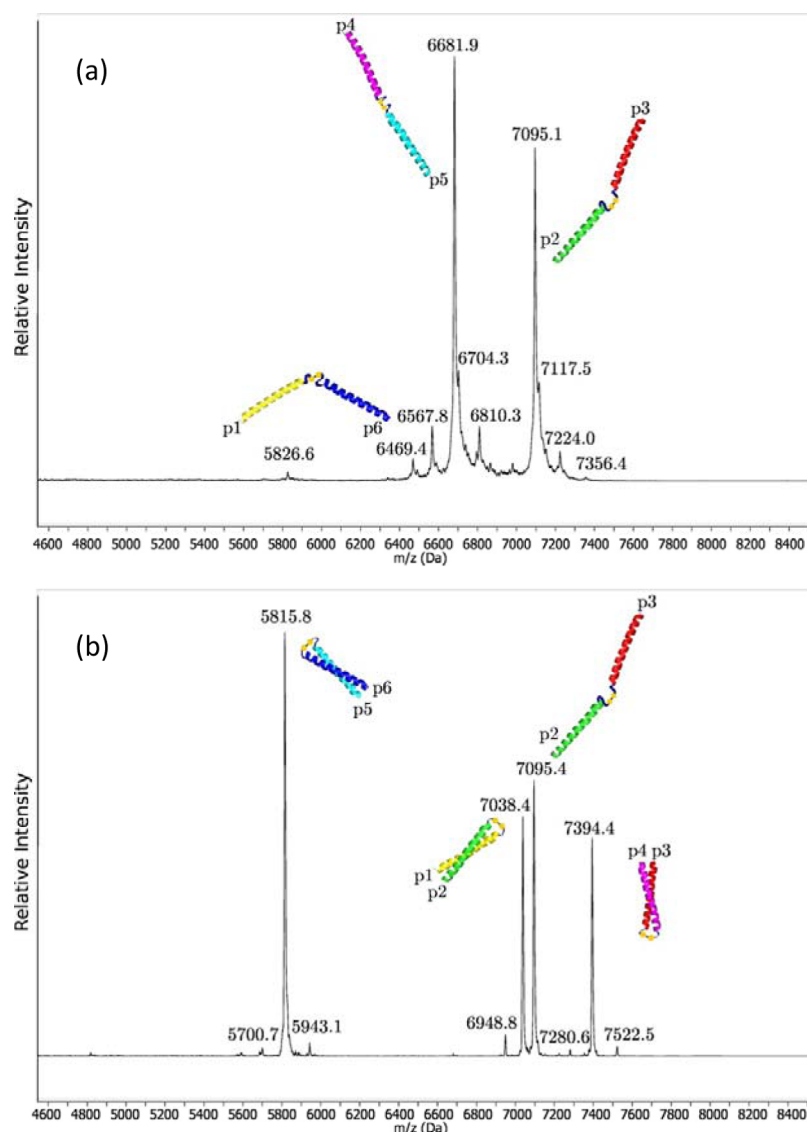 (a)
p4
6681.9
p3
7095.1
p5
p2
Relative Intensity
6704.3
7117.5
p1
p6
6567.8
6810.3
5826.6
6469.4
7224.0
7356.4
4600 4800 5000 5200 5400 5600 5800 6000 6200 6400 6600 6800 7000 7200 7400 7600 7800 8000 8200 8400
m/z (Da)
(b)
5815.8
p3
p6
p5
p2
Relative Intensity
7038.4
7095.4
7394.4
p4 p3
p1
p2
5700.7
5943.1
6948.8
7280.6
7522.5
4600 4800 5000 5200 5400 5600 5800 6000 6200 6400 6600 6800 7000 7200 7400 7600 7800 8000 8200 8400
m/z (Da)